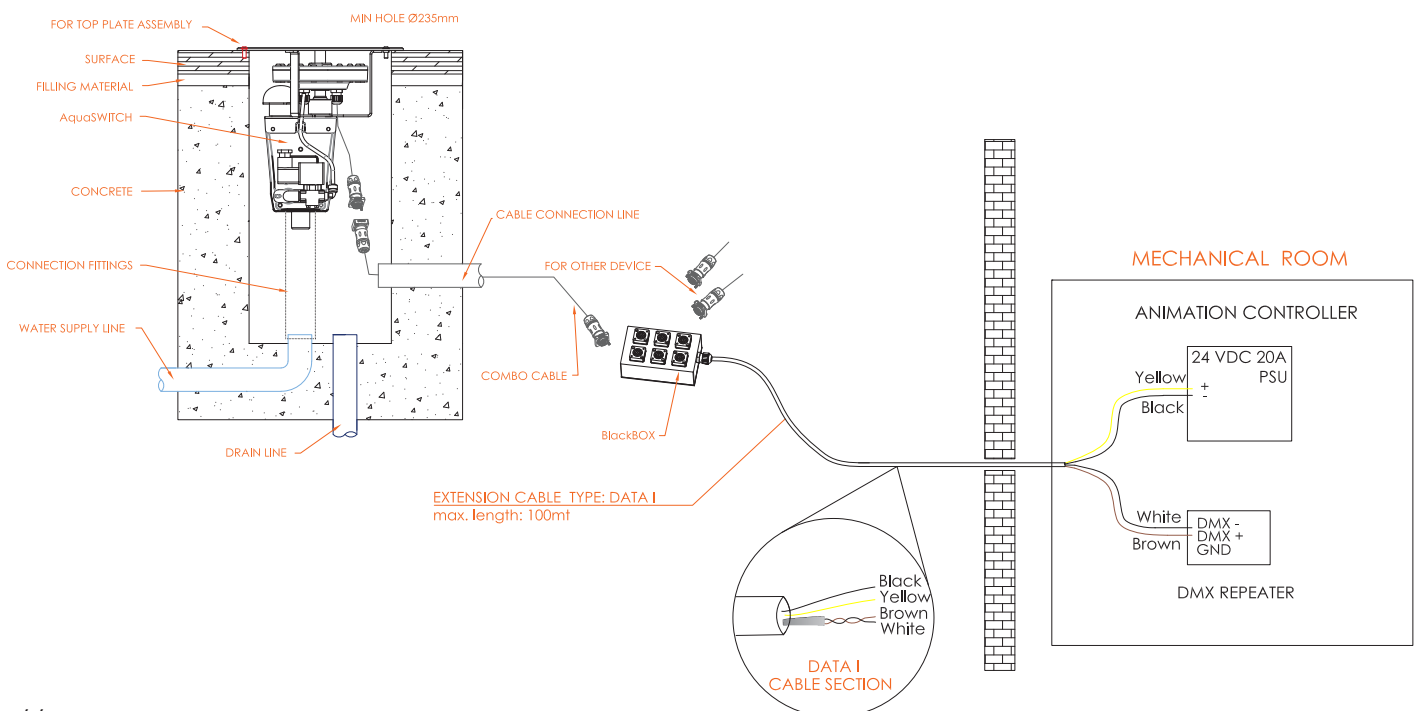 MIN HOLE Ø235mm
FOR TOP PLATE ASSEMBLY
SURFACE
FILLING MATERIAL
AquaSWITCH
CONCRETE
CONNECTION FITTINGS
WATER SUPPLY LINE
DRAIN LINE
CABLE CONNECTION LINE
FOR OTHER DEVICE
COMBO CABLE
BlackBOX
EXTENSION CABLE TYPE: DATA I
max. length: 100mt
Black
Yellow
Brown
White
DATA I
CABLE SECTION
MECHANICAL ROOM
ANIMATION CONTROLLER
24 VDC 20A
PSU
Yellow
+
Black
-
White
DMX -
Brown
DMX +
GND
DMX REPEATER